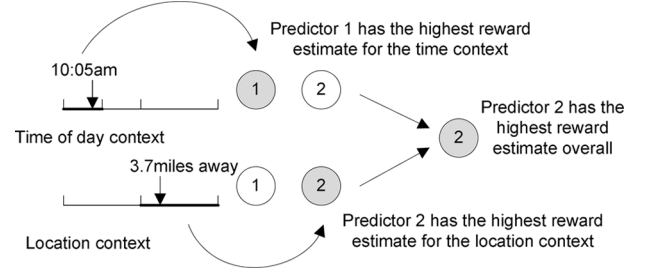 Predictor 1 has the highest reward
estimate for the time context
10:05am
1
2
Time of day context
Predictor 2 has the
highest reward
estimate overall
2
3.7miles away
1
2
Location context
Predictor 2 has the highest reward
estimate for the location context